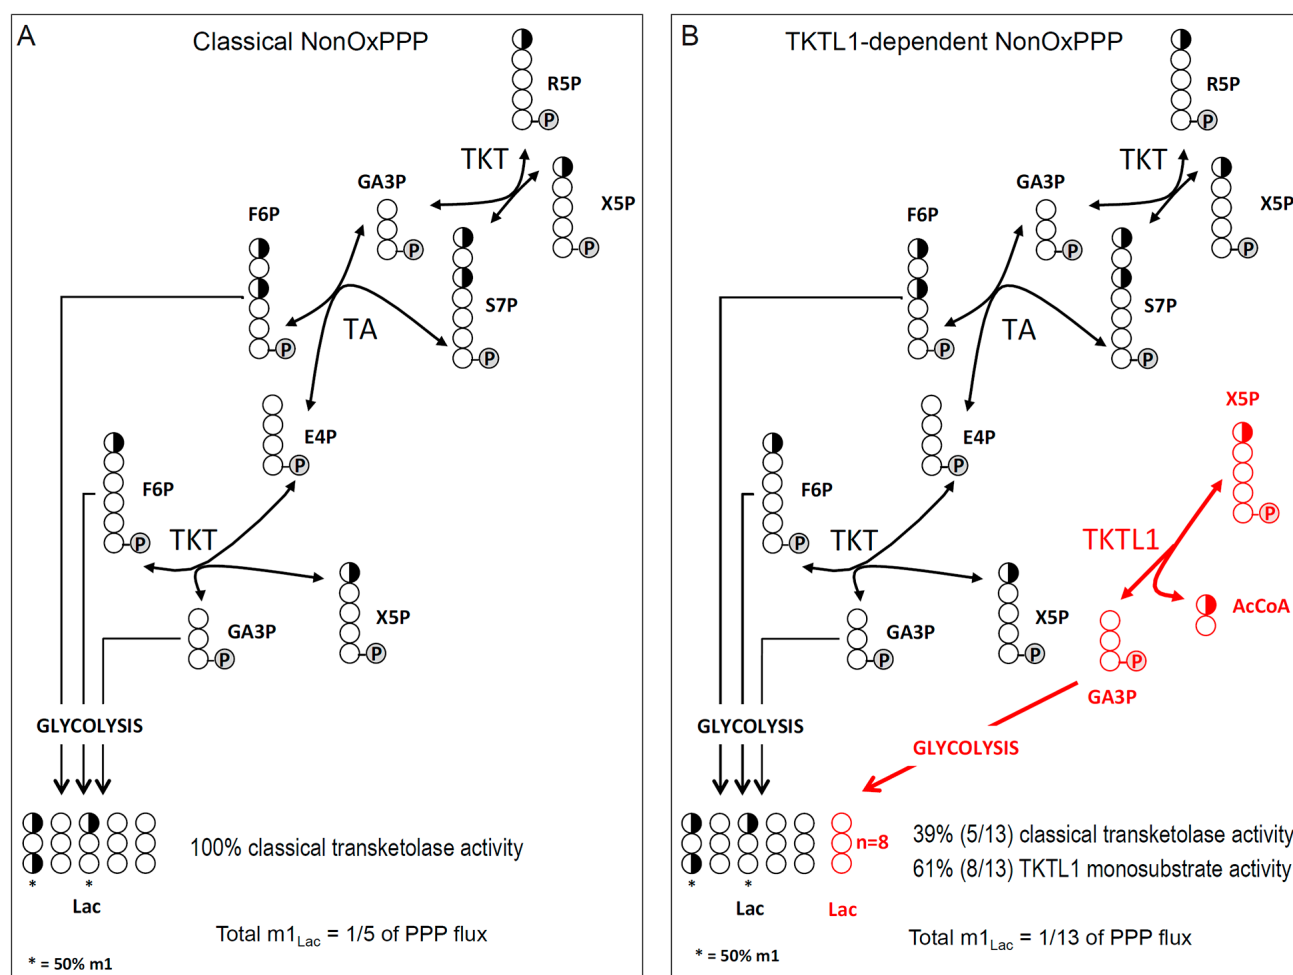 A
Classical NonOxPPP
R5P
P
TKT
GA3P
X5P
F6P
P
P
S7P
TA
P
P
E4P
P
F6P
TKT
P
GA3P
X5P
P
P
GLYCOLYSIS
100% classical transketolase activity
* *
Lac
Total m1Lac = 1/5 of PPP flux
* = 50% m1
B
TKTL1-dependent NonOxPPP
R5P
P
TKT
GA3P
X5P
F6P
P
P
S7P
TA
P
P
X5P
E4P
P
F6P
P
TKT
TKTL1
P
AcCoA
GA3P
X5P
P
P
P
GA3P
GLYCOLYSIS
GLYCOLYSIS
n=8
39% (5/13) classical transketolase activity
61% (8/13) TKTL1 monosubstrate activity
* *
Lac
Lac
Total m1Lac = 1/13 of PPP flux
* = 50% m1